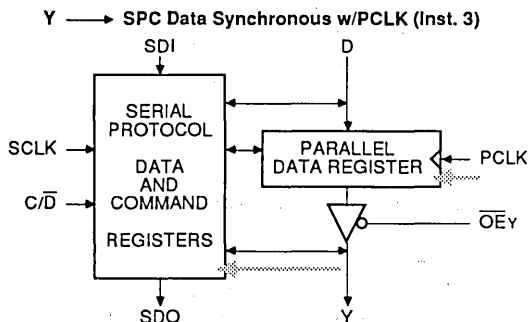 Y → SPC Data Synchronous w/PCLK (Inst. 3)
SDI
D
SERIAL
PROTOCOL
DATA
AND
COMMAND
REGISTERS
SCLK
C/D̅
PARALLEL
DATA REGISTER
PCLK
O̅E̅Y
SDO
Y